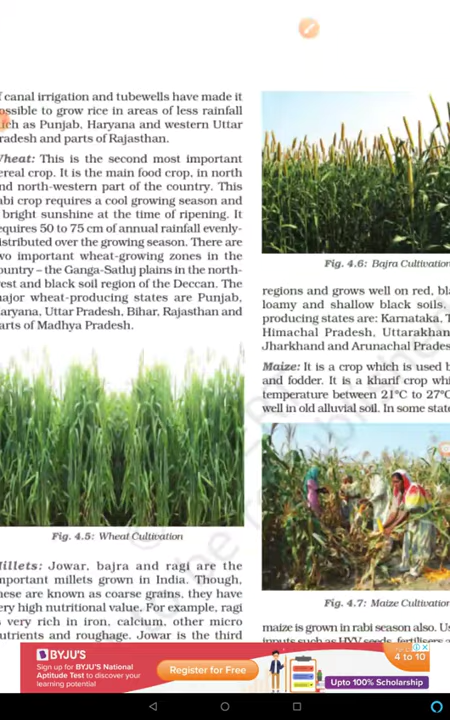 f canal irrigation and tubewells have made it
ossible to grow rice in areas of less rainfall
uch as Punjab, Haryana and western Uttar
radesh and parts of Rajasthan.
Wheat: This is the second most important
ereal crop. It is the main food crop, in north
nd north-western part of the country. This
abi crop requires a cool growing season and
bright sunshine at the time of ripening. It
equires 50 to 75 cm of annual rainfall evenly-
istributed over the growing season. There are
wo important wheat-growing zones in the
ountry – the Ganga-Satluj plains in the north-
est and black soil region of the Deccan. The
ajor wheat-producing states are Punjab,
aryana, Uttar Pradesh, Bihar, Rajasthan and
arts of Madhya Pradesh.
Fig. 4.5: Wheat Cultivation
Millets: Jowar, bajra and ragi are the
mportant millets grown in India. Though,
hese are known as coarse grains, they have
ery high nutritional value. For example, ragi
s very rich in iron, calcium, other micro
utrients and roughage. Jowar is the third
Fig. 4.6: Bajra Cultivation
regions and grows well on red, bla
loamy and shallow black soils.
producing states are: Karnataka, T
Himachal Pradesh, Uttarakhan
Jharkhand and Arunachal Prades
Maize: It is a crop which is used b
and fodder. It is a kharif crop whi
temperature between 21°C to 27°C
well in old alluvial soil. In some state
Fig. 4.7: Maize Cultivation
maize is grown in rabi season also. Us
inputs such as HYV seeds, fertilisers a
BYJU'S
Sign up for BYJU'S National
Aptitude Test to discover your
learning potential
Register for Free
4 to 10
Upto 100% Scholarship